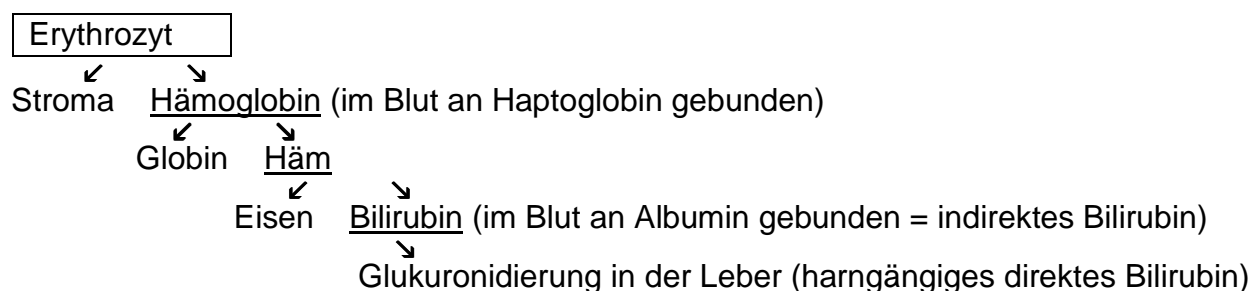 Erythrozyt
↙ ↘
Stroma Hämoglobin (im Blut an Haptoglobin gebunden)
↙ ↘
Globin Häm
↙ ↘
Eisen Bilirubin (im Blut an Albumin gebunden = indirektes Bilirubin)
↘
Glukuronidierung in der Leber (harngängiges direktes Bilirubin)